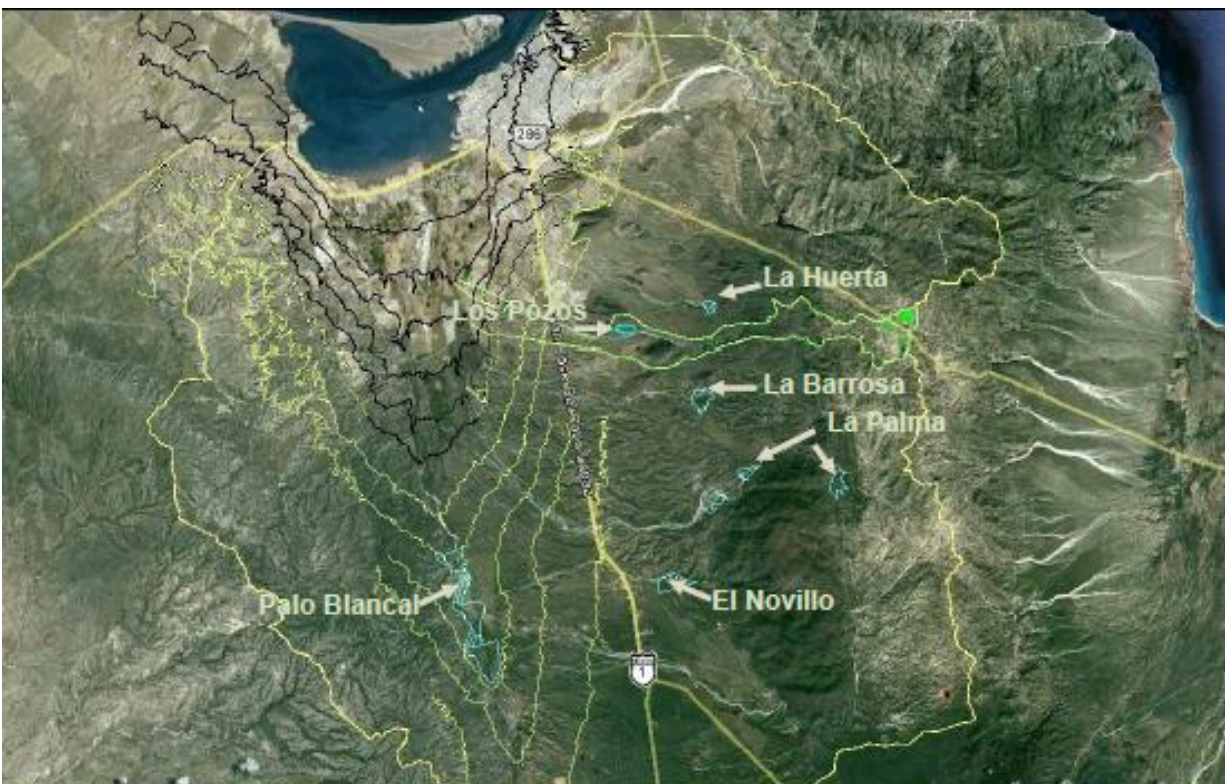 286
La Huerta
Los Pozos
La Barrosa
La Palma
Palo Blancal
El Novillo
1